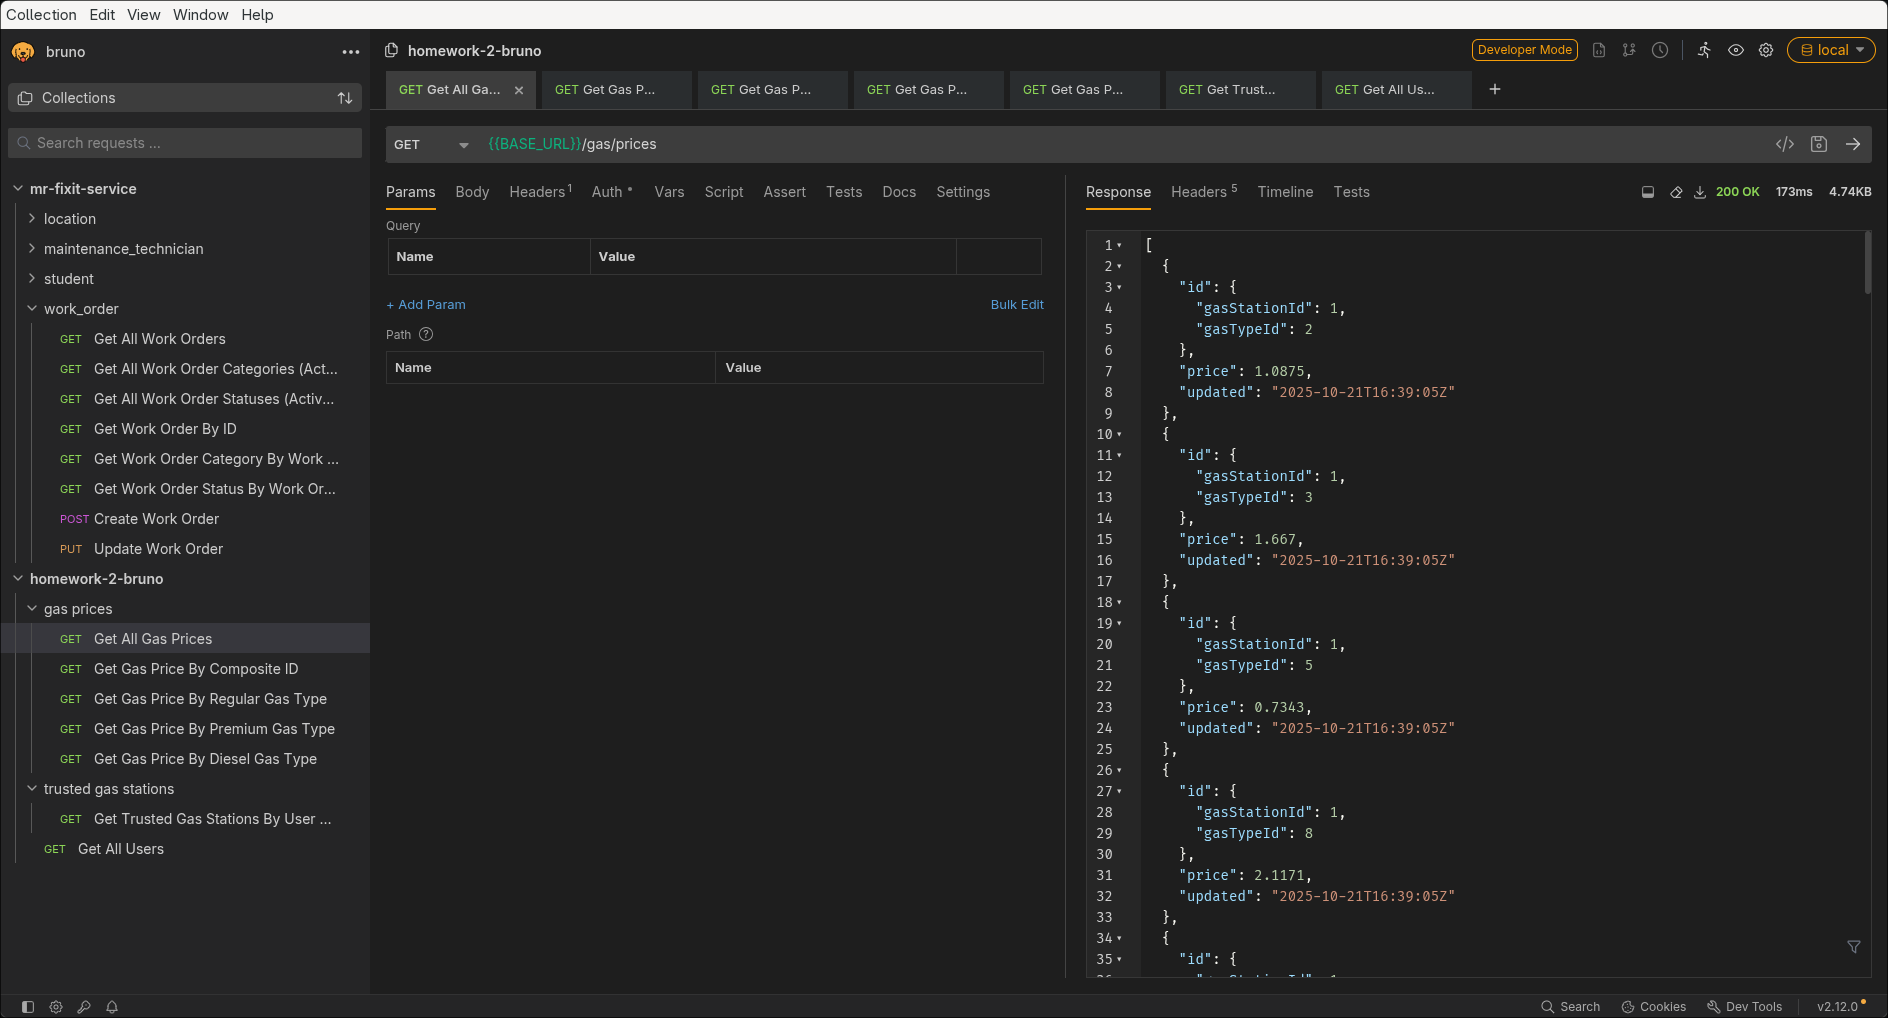 Collection Edit View Window Help
bruno
Collections
Search requests ...
mr-fixit-service
location
maintenance_technician
student
work_order
GET Get All Work Orders
GET Get All Work Order Categories (Act...
GET Get All Work Order Statuses (Activ...
GET Get Work Order By ID
GET Get Work Order Category By Work ...
GET Get Work Order Status By Work Or...
POST Create Work Order
PUT Update Work Order
homework-2-bruno
gas prices
GET Get All Gas Prices
GET Get Gas Price By Composite ID
GET Get Gas Price By Regular Gas Type
GET Get Gas Price By Premium Gas Type
GET Get Gas Price By Diesel Gas Type
trusted gas stations
GET Get Trusted Gas Stations By User ...
GET Get All Users
homework-2-bruno
Developer Mode
local
GET Get All Ga... GET Get Gas P... GET Get Gas P... GET Get Gas P... GET Get Gas P... GET Get Trust... GET Get All Us...
GET {{BASE_URL}}/gas/prices
Params Body Headers 1 Auth Vars Script Assert Tests Docs Settings
Query
Name Value
+ Add Param Bulk Edit
Path ?
Name Value
Response Headers 5 Timeline Tests 200 OK 173ms 4.74KB
1 [
2 {
3 "id": {
4 "gasStationId": 1,
5 "gasTypeId": 2
6 },
7 "price": 1.0875,
8 "updated": "2025-10-21T16:39:05Z"
9 },
10 {
11 "id": {
12 "gasStationId": 1,
13 "gasTypeId": 3
14 },
15 "price": 1.667,
16 "updated": "2025-10-21T16:39:05Z"
17 },
18 {
19 "id": {
20 "gasStationId": 1,
21 "gasTypeId": 5
22 },
23 "price": 0.7343,
24 "updated": "2025-10-21T16:39:05Z"
25 },
26 {
27 "id": {
28 "gasStationId": 1,
29 "gasTypeId": 8
30 },
31 "price": 2.1171,
32 "updated": "2025-10-21T16:39:05Z"
33 },
34 {
35 "id": {
Search Cookies Dev Tools v2.12.0